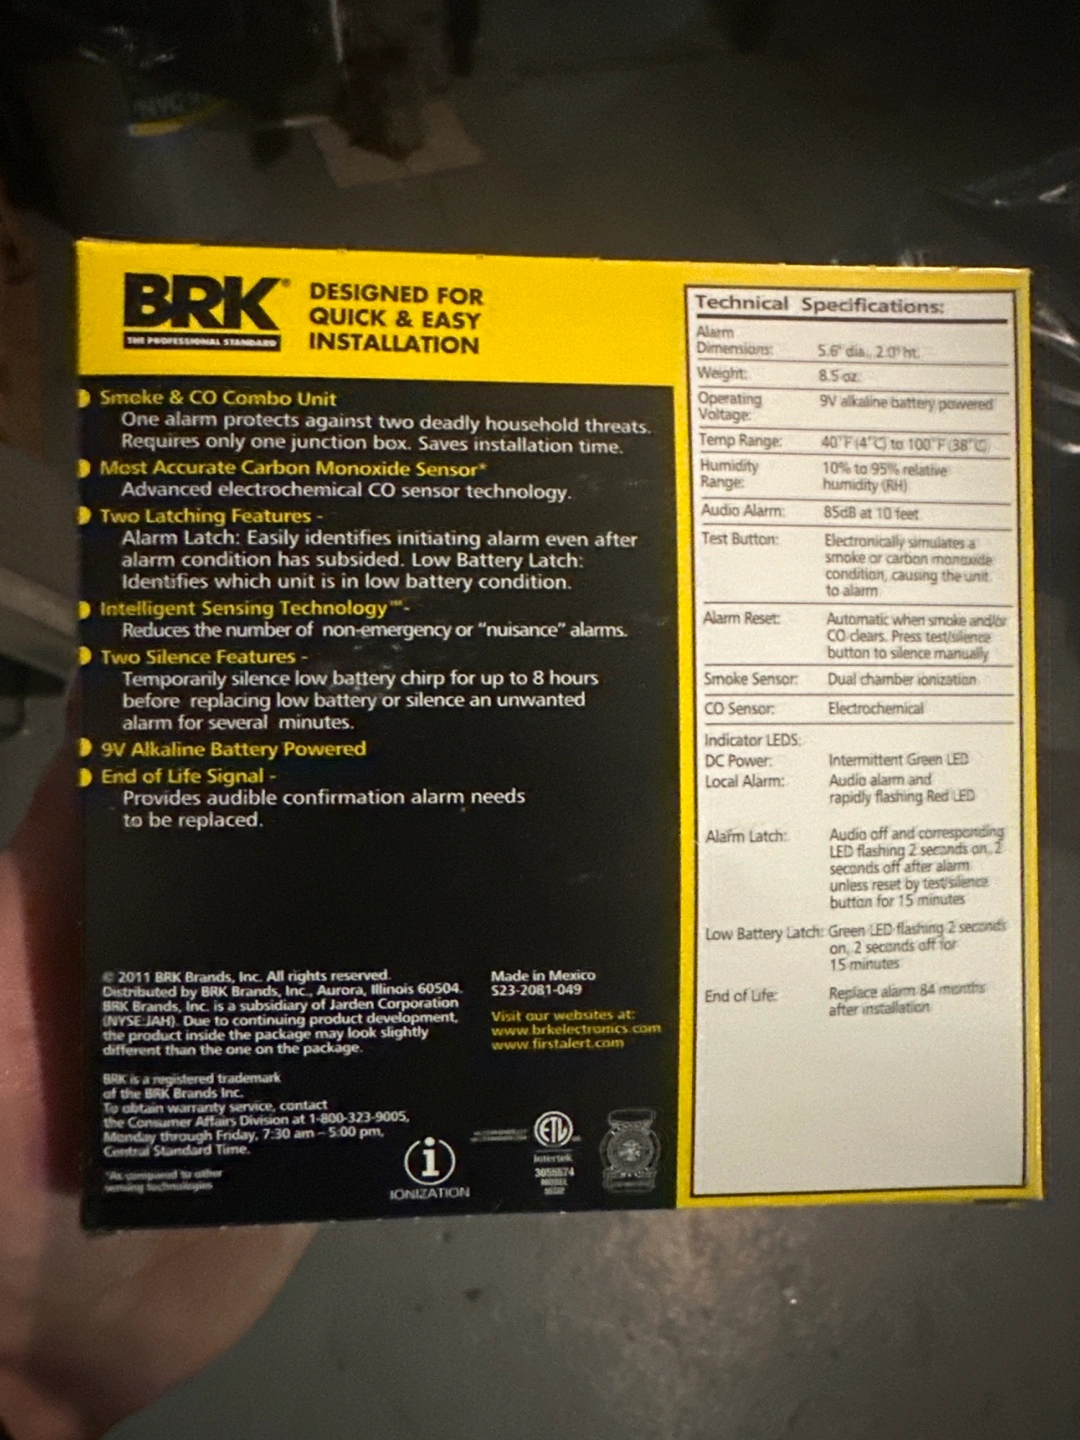 BRK®
THE PROFESSIONAL STANDARD
DESIGNED FOR
QUICK & EASY
INSTALLATION
Smoke & CO Combo Unit
One alarm protects against two deadly household threats.
Requires only one junction box. Saves installation time.
Most Accurate Carbon Monoxide Sensor*
Advanced electrochemical CO sensor technology.
Two Latching Features -
Alarm Latch: Easily identifies initiating alarm even after
alarm condition has subsided. Low Battery Latch:
Identifies which unit is in low battery condition.
Intelligent Sensing Technology™-
Reduces the number of non-emergency or "nuisance" alarms.
Two Silence Features -
Temporarily silence low battery chirp for up to 8 hours
before replacing low battery or silence an unwanted
alarm for several minutes.
9V Alkaline Battery Powered
End of Life Signal -
Provides audible confirmation alarm needs
to be replaced.
© 2011 BRK Brands, Inc. All rights reserved.
Distributed by BRK Brands, Inc., Aurora, Illinois 60504.
BRK Brands, Inc. is a subsidiary of Jarden Corporation
(NYSE:JAH). Due to continuing product development,
the product inside the package may look slightly
different than the one on the package.
BRK is a registered trademark
of the BRK Brands Inc.
To obtain warranty service, contact
the Consumer Affairs Division at 1-800-323-9005,
Monday through Friday, 7:30 am – 5:00 pm,
Central Standard Time.
*As compared to other
sensing technologies
Made in Mexico
S23-2081-049
Visit our websites at:
www.brkelectronics.com
www.firstalert.com
i
IONIZATION
ETL
Intertek
Technical Specifications:
Alarm
Dimensions: 5.6" dia., 2.0" ht.
Weight: 8.5 oz.
Operating
Voltage: 9V alkaline battery powered
Temp Range: 40°F (4°C) to 100°F (38°C)
Humidity
Range: 10% to 95% relative
humidity (RH)
Audio Alarm: 85dB at 10 feet
Test Button: Electronically simulates a
smoke or carbon monoxide
condition, causing the unit
to alarm
Alarm Reset: Automatic when smoke and/or
CO clears. Press test/silence
button to silence manually
Smoke Sensor: Dual chamber ionization
CO Sensor: Electrochemical
Indicator LEDS:
DC Power: Intermittent Green LED
Local Alarm: Audio alarm and
rapidly flashing Red LED
Alarm Latch: Audio off and corresponding
LED flashing 2 seconds on, 2
seconds off after alarm
unless reset by test/silence
button for 15 minutes
Low Battery Latch: Green LED flashing 2 seconds
on, 2 seconds off for
15 minutes
End of Life: Replace alarm 84 months
after installation